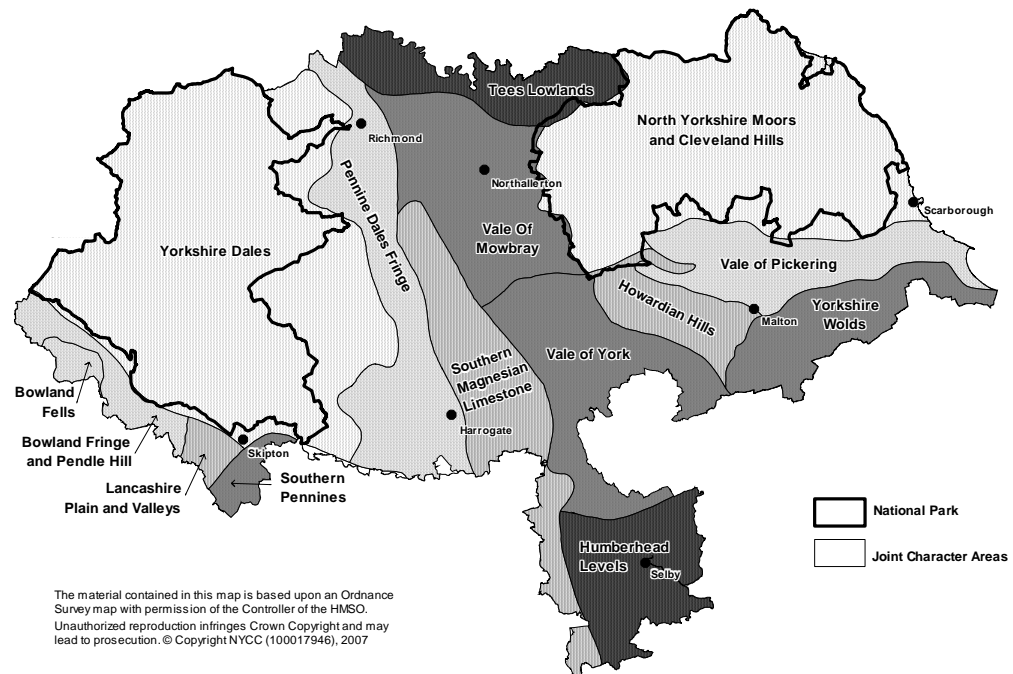 Tees Lowlands
North Yorkshire Moors
and Cleveland Hills
Richmond
Northallerton
Pennine Dales Fringe
Scarborough
Vale Of
Mowbray
Yorkshire Dales
Vale of Pickering
Howardian Hills
Malton
Yorkshire
Wolds
Vale of York
Southern
Magnesian
Limestone
Bowland
Fells
Harrogate
Bowland Fringe
and Pendle Hill
Skipton
Lancashire
Plain and Valleys
Southern
Pennines
National Park
Joint Character Areas
Humberhead
Levels
Selby
The material contained in this map is based upon an Ordnance
Survey map with permission of the Controller of the HMSO.
Unauthorized reproduction infringes Crown Copyright and may
lead to prosecution. © Copyright NYCC (100017946), 2007